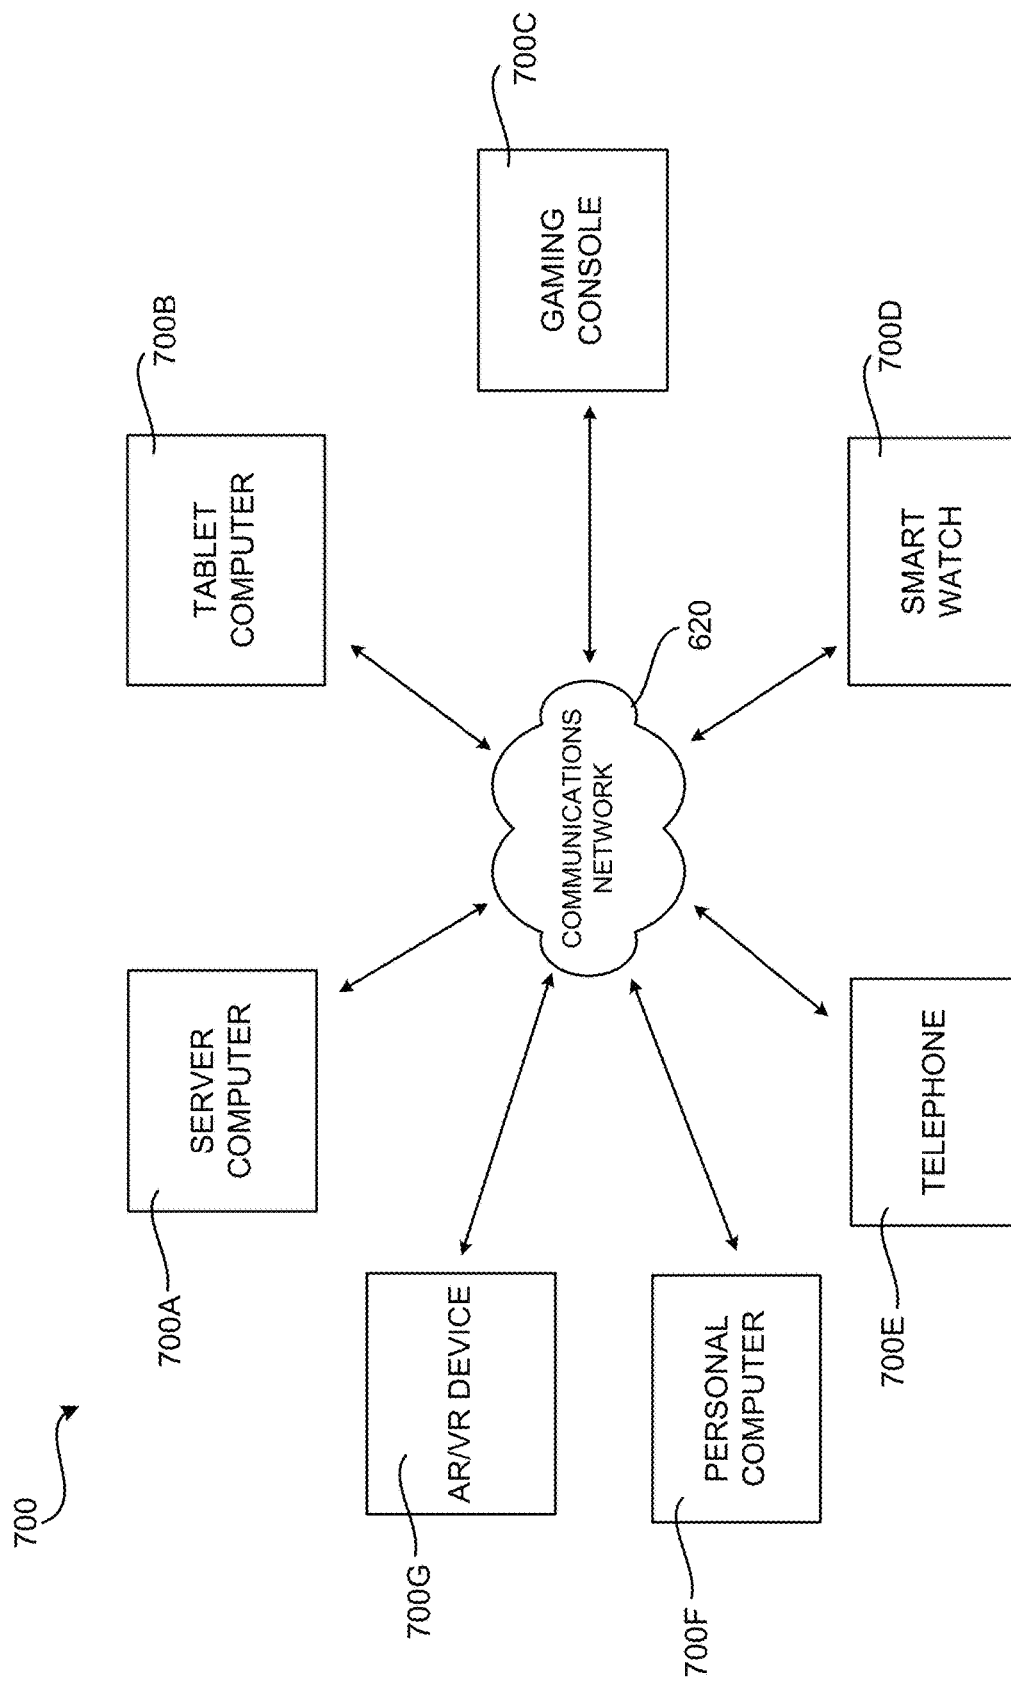 700
700A
SERVER
COMPUTER
700B
TABLET
COMPUTER
700G
AR/VR DEVICE
COMMUNICATIONS
NETWORK
620
700C
GAMING
CONSOLE
700F
PERSONAL
COMPUTER
700E
TELEPHONE
700D
SMART
WATCH